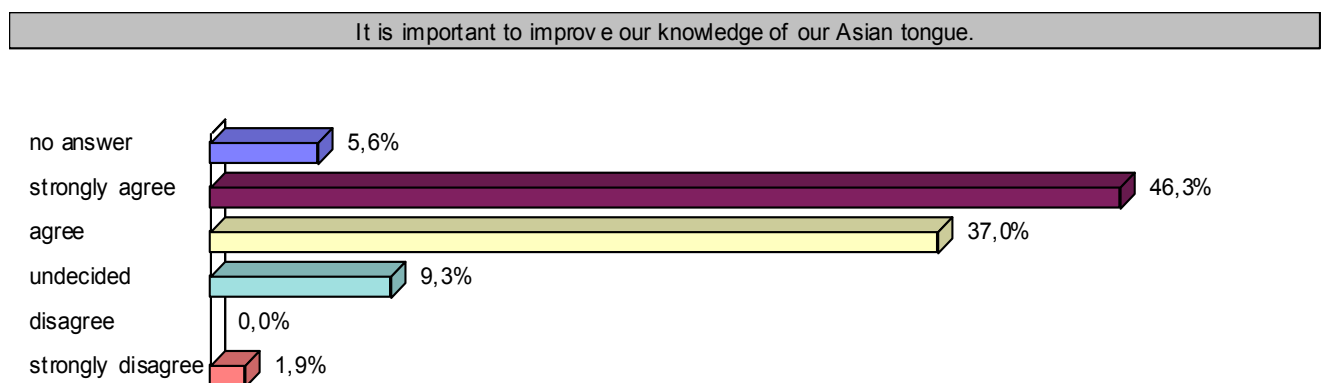 It is important to improve our knowledge of our Asian tongue.
no answer 5,6%
strongly agree 46,3%
agree 37,0%
undecided 9,3%
disagree 0,0%
strongly disagree 1,9%